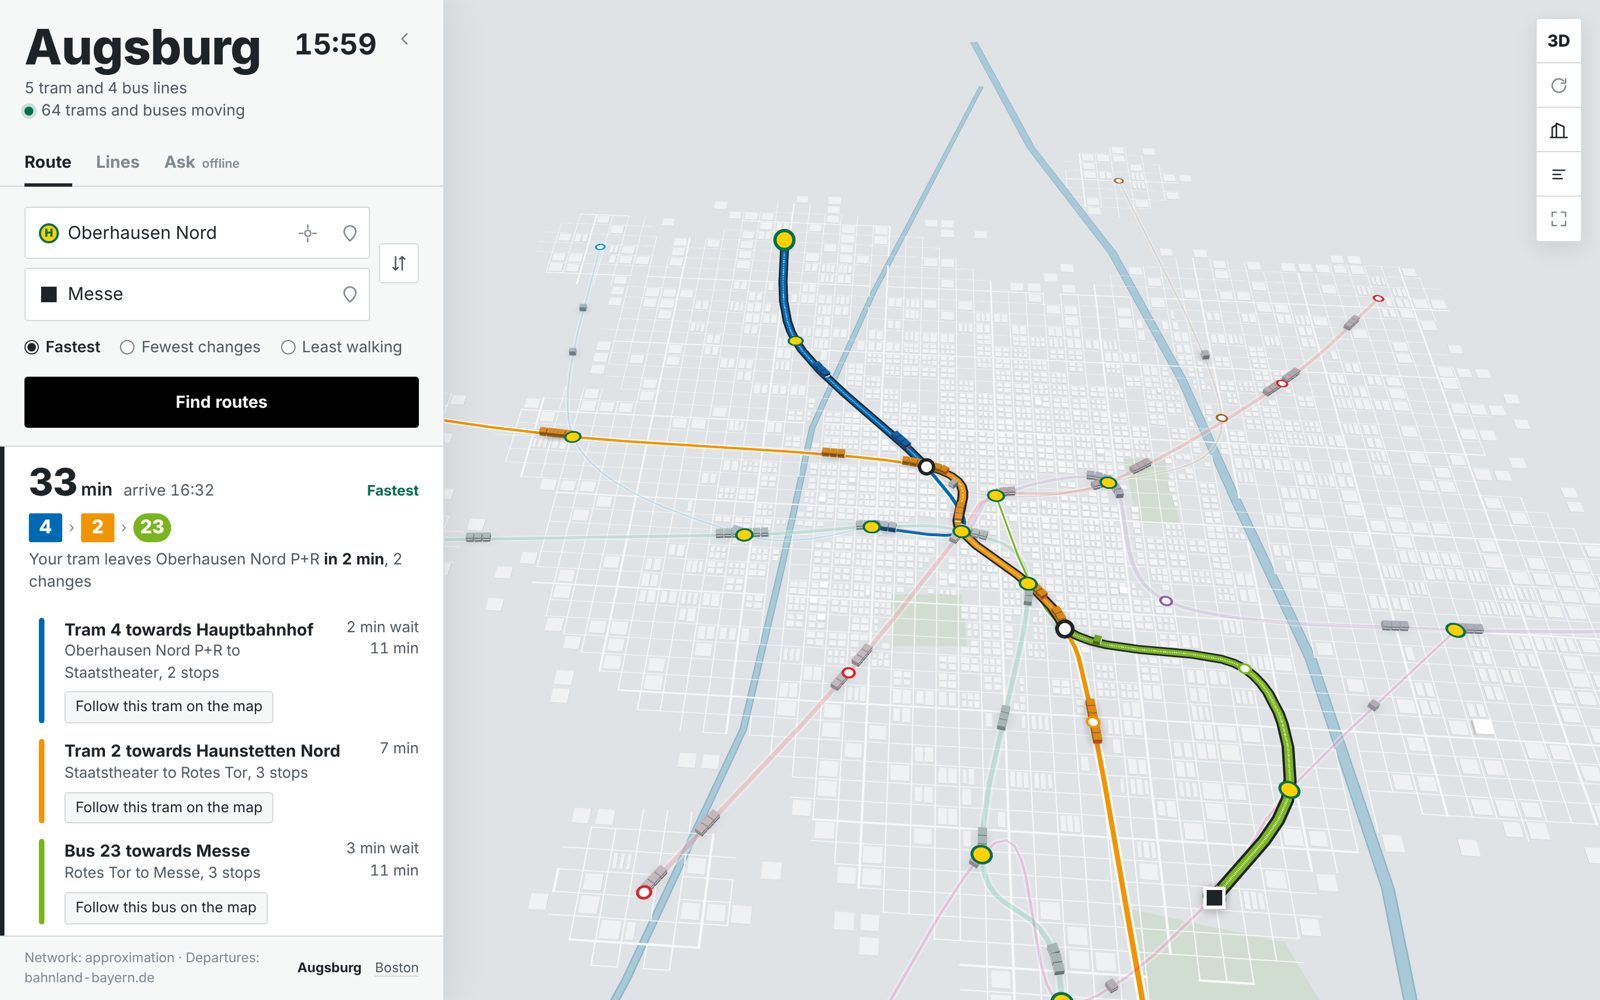 Augsburg
15:59
5 tram and 4 bus lines
64 trams and buses moving
Route
Lines
Ask offline
H Oberhausen Nord
Messe
Fastest
Fewest changes
Least walking
Find routes
33 min arrive 16:32
Fastest
4 › 2 › 23
Your tram leaves Oberhausen Nord P+R in 2 min, 2
changes
Tram 4 towards Hauptbahnhof
2 min wait
Oberhausen Nord P+R to
11 min
Staatstheater, 2 stops
Follow this tram on the map
Tram 2 towards Haunstetten Nord
7 min
Staatstheater to Rotes Tor, 3 stops
Follow this tram on the map
Bus 23 towards Messe
3 min wait
Rotes Tor to Messe, 3 stops
11 min
Follow this bus on the map
Network: approximation · Departures:
bahnland-bayern.de
Augsburg
Boston
3D